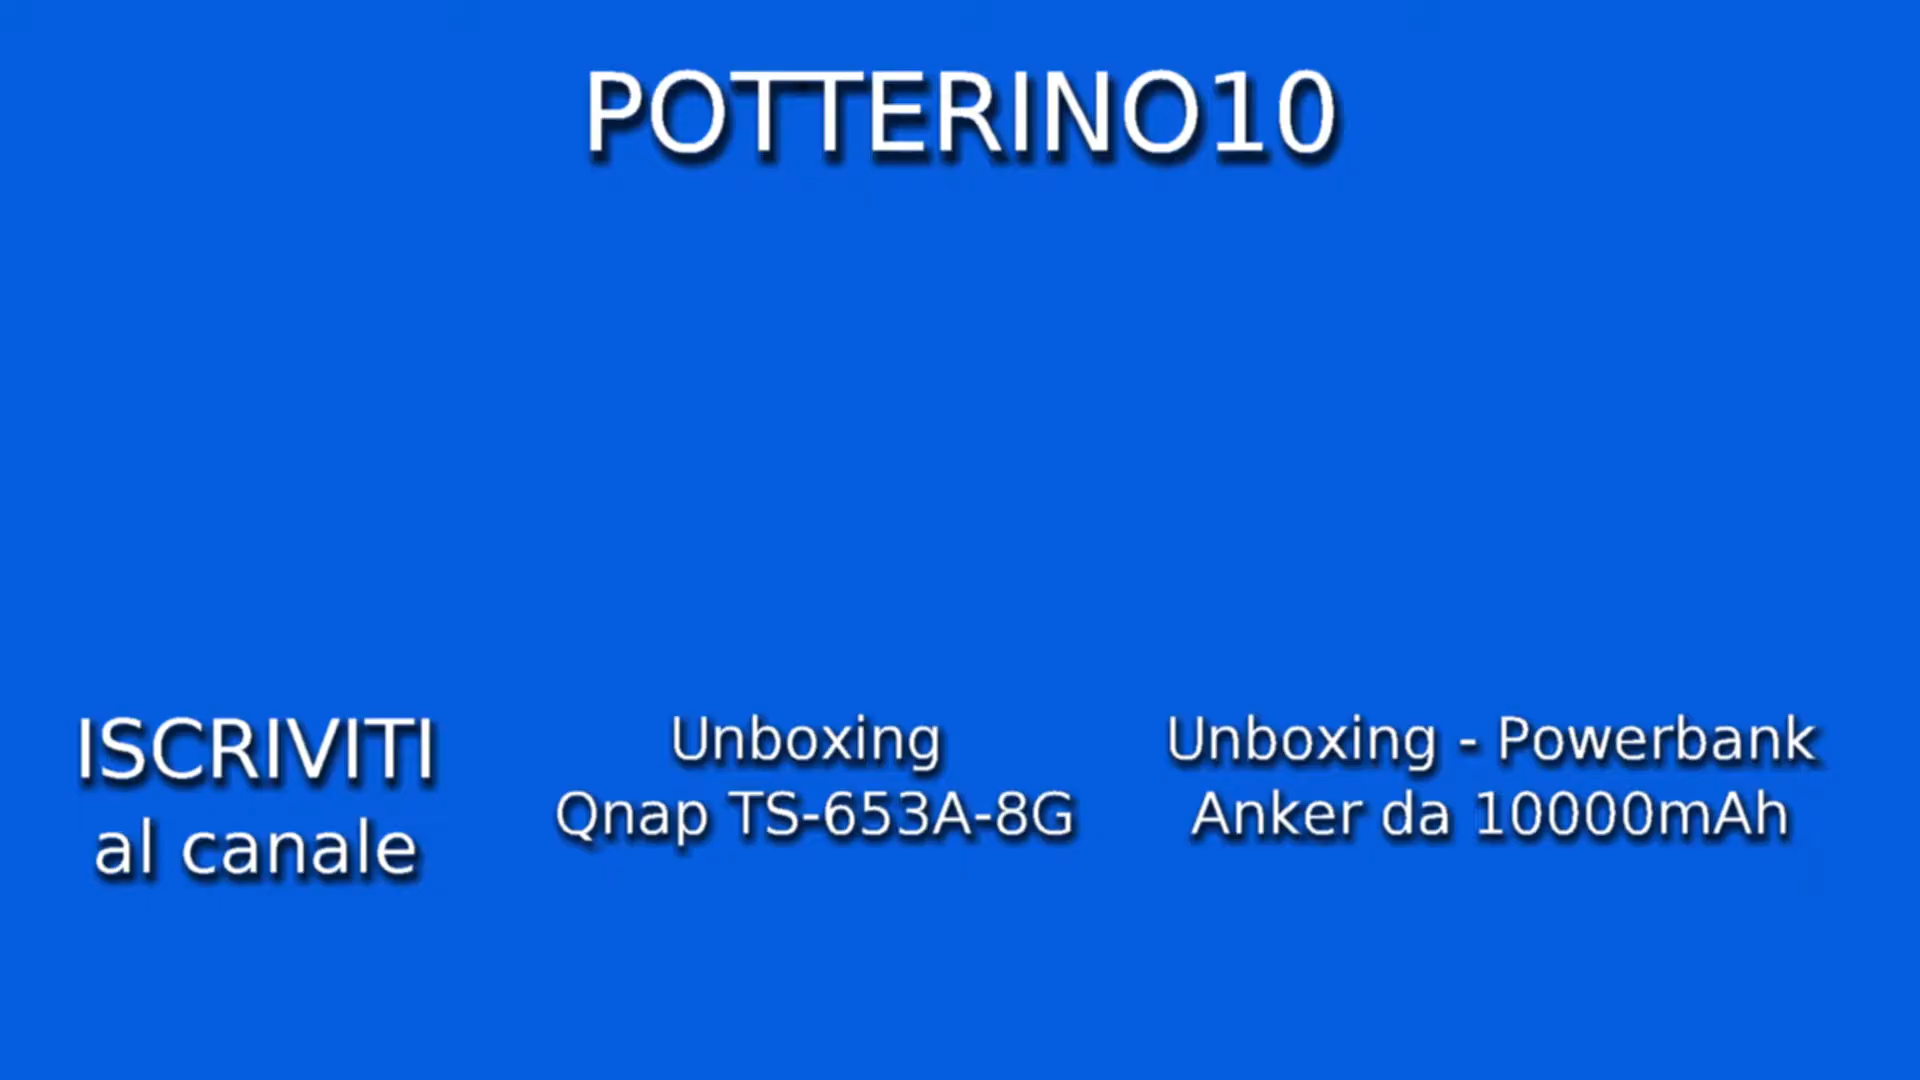 POTTERINO10
ISCRIVITI
al canale
Unboxing
Qnap TS-653A-8G
Unboxing - Powerbank
Anker da 10000mAh